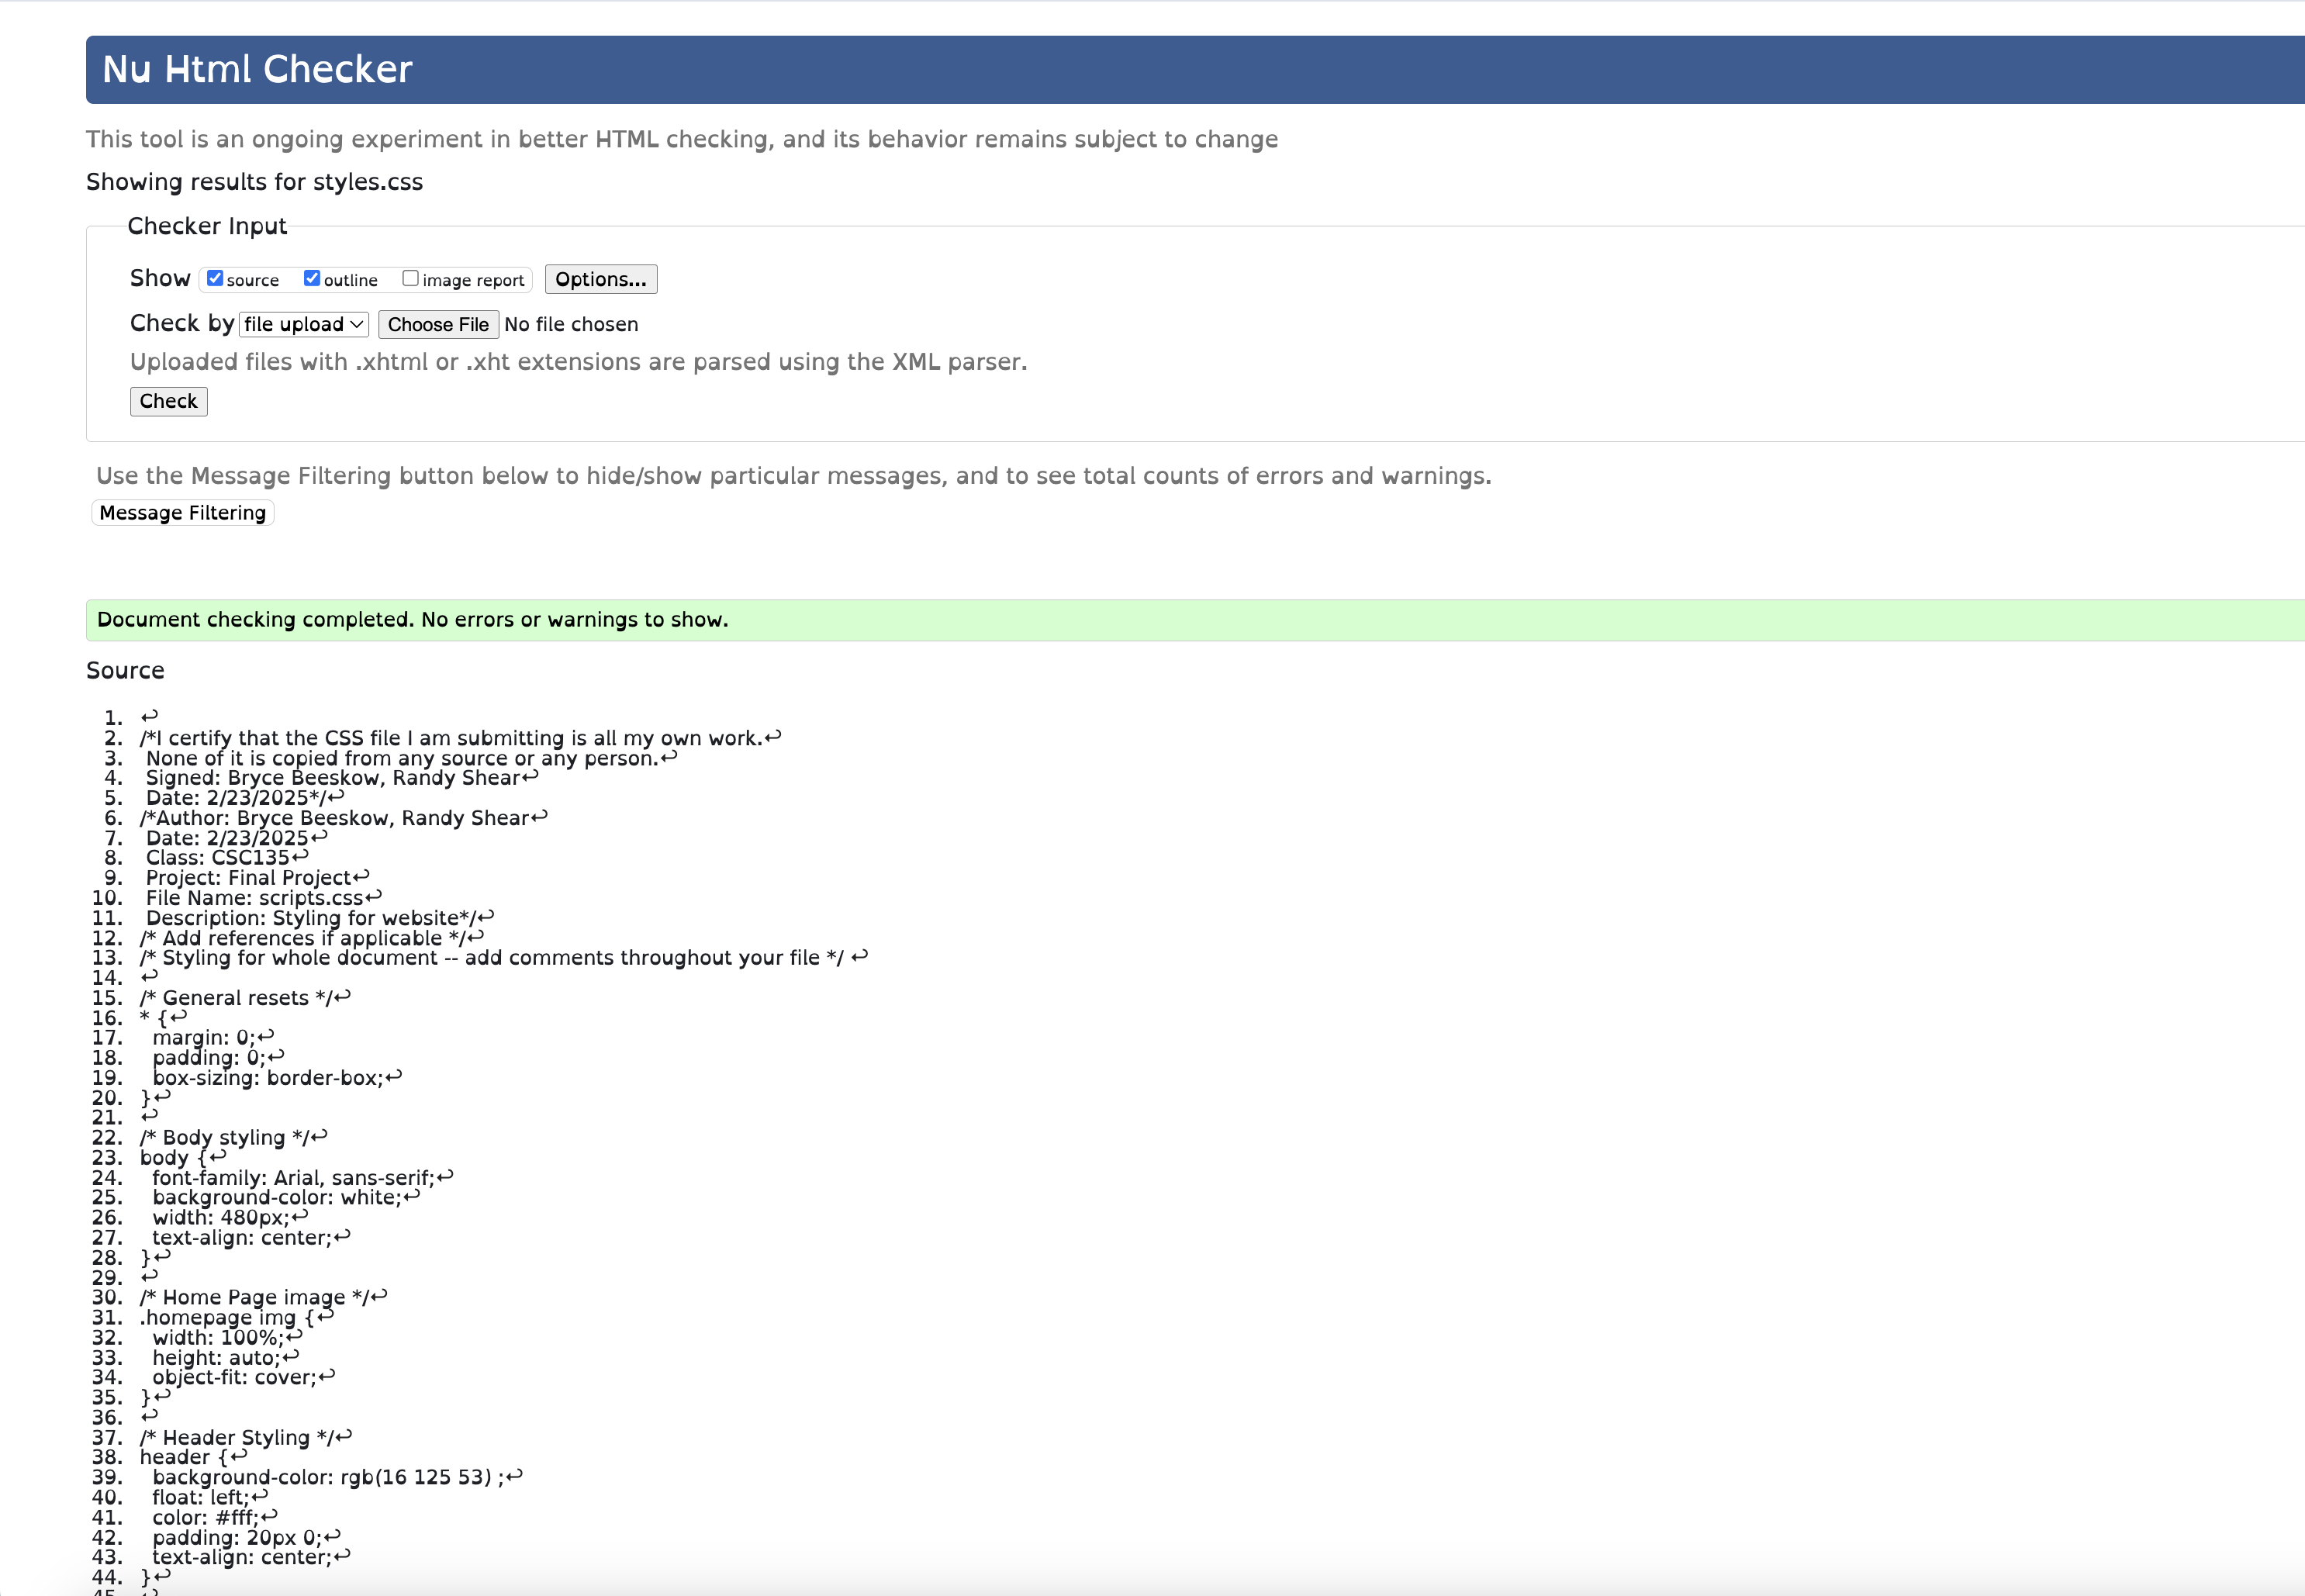 Nu Html Checker
This tool is an ongoing experiment in better HTML checking, and its behavior remains subject to change
Showing results for styles.css
Checker Input
Show source outline image report Options...
Check by file upload Choose File No file chosen
Uploaded files with .xhtml or .xht extensions are parsed using the XML parser.
Check
Use the Message Filtering button below to hide/show particular messages, and to see total counts of errors and warnings.
Message Filtering
Document checking completed. No errors or warnings to show.
Source
1. ↩
2. /*I certify that the CSS file I am submitting is all my own work.↩
3. None of it is copied from any source or any person.↩
4. Signed: Bryce Beeskow, Randy Shear↩
5. Date: 2/23/2025*/↩
6. /*Author: Bryce Beeskow, Randy Shear↩
7. Date: 2/23/2025↩
8. Class: CSC135↩
9. Project: Final Project↩
10. File Name: scripts.css↩
11. Description: Styling for website*/↩
12. /* Add references if applicable */↩
13. /* Styling for whole document -- add comments throughout your file */ ↩
14. ↩
15. /* General resets */↩
16. * {↩
17. margin: 0;↩
18. padding: 0;↩
19. box-sizing: border-box;↩
20. }↩
21. ↩
22. /* Body styling */↩
23. body {↩
24. font-family: Arial, sans-serif;↩
25. background-color: white;↩
26. width: 480px;↩
27. text-align: center;↩
28. }↩
29. ↩
30. /* Home Page image */↩
31. .homepage img {↩
32. width: 100%;↩
33. height: auto;↩
34. object-fit: cover;↩
35. }↩
36. ↩
37. /* Header Styling */↩
38. header {↩
39. background-color: rgb(16 125 53) ;↩
40. float: left;↩
41. color: #fff;↩
42. padding: 20px 0;↩
43. text-align: center;↩
44. }↩
45. ↩